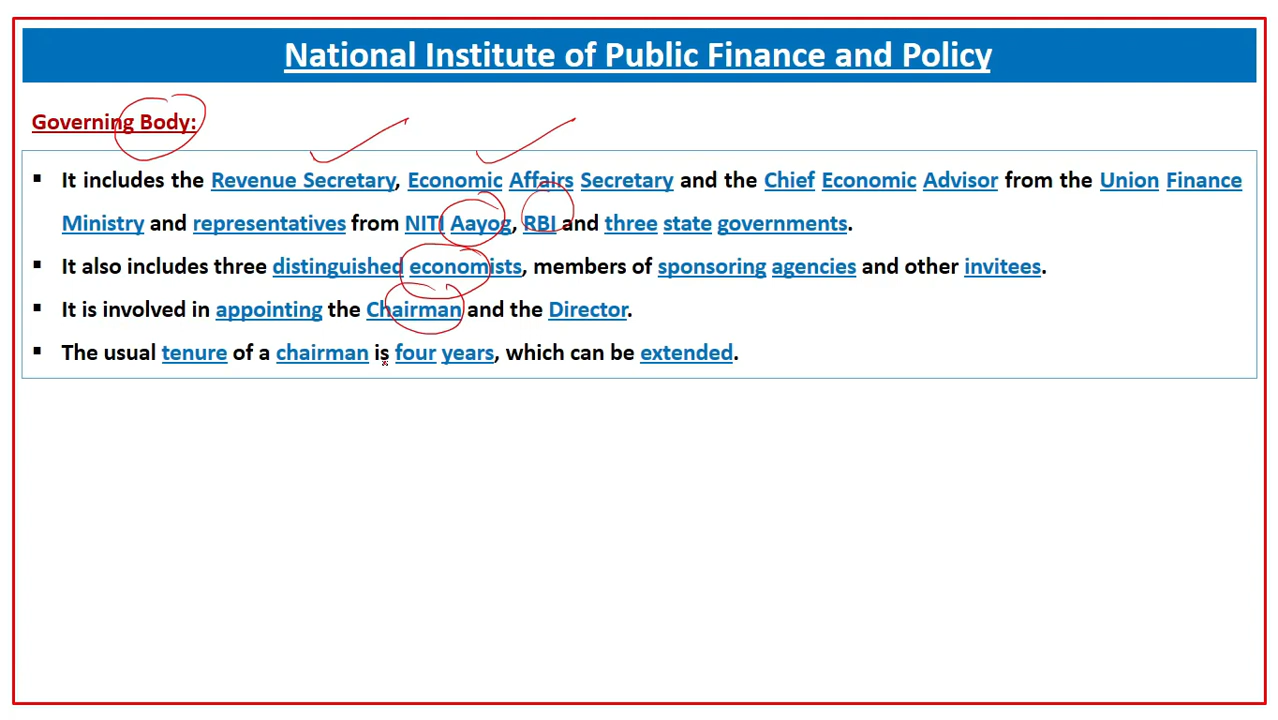 National Institute of Public Finance and Policy
Governing Body:
▪ It includes the Revenue Secretary, Economic Affairs Secretary and the Chief Economic Advisor from the Union Finance
Ministry and representatives from NITI Aayog, RBI and three state governments.
▪ It also includes three distinguished economists, members of sponsoring agencies and other invitees.
▪ It is involved in appointing the Chairman and the Director.
▪ The usual tenure of a chairman is four years, which can be extended.